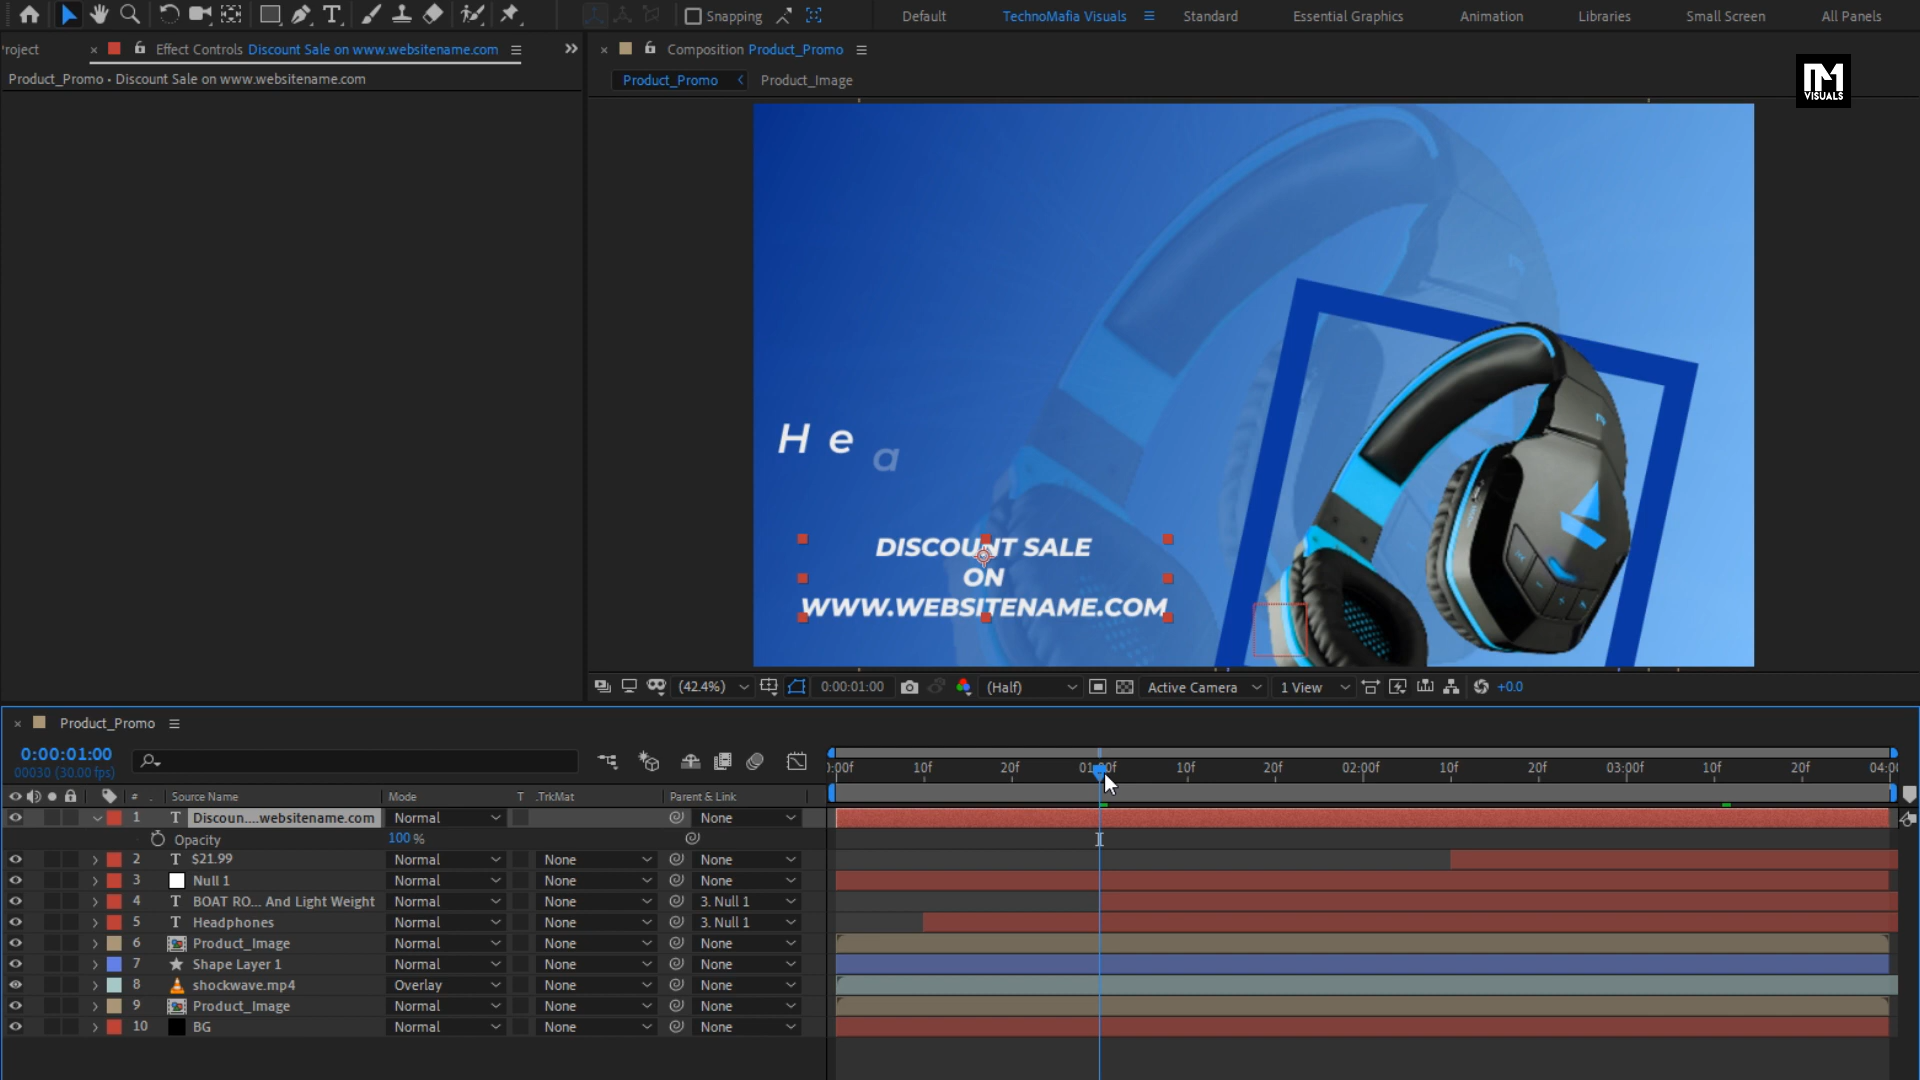 Snapping
Default
TechnoMafia Visuals
Standard
Essential Graphics
Animation
Libraries
Small Screen
All Panels
roject
Effect Controls Discount Sale on www.websitename.com
Composition Product_Promo
Product_Promo • Discount Sale on www.websitename.com
Product_Promo
Product_Image
VISUALS
H e a
DISCOUNT SALE
ON
WWW.WEBSITENAME.COM
(42.4%)
0:00:01:00
(Half)
Active Camera
1 View
+0.0
Product_Promo
0:00:01:00
00030 (30.00 fps)
:00f 10f 20f 01:00f 10f 20f 02:00f 10f 20f 03:00f 10f 20f 04:0
# Source Name Mode T .TrkMat Parent & Link
1 T Discoun....websitename.com Normal None
Opacity 100 %
2 T $21.99 Normal None None
3 Null 1 Normal None None
4 T BOAT RO... And Light Weight Normal None 3. Null 1
5 T Headphones Normal None 3. Null 1
6 Product_Image Normal None None
7 Shape Layer 1 Normal None None
8 shockwave.mp4 Overlay None None
9 Product_Image Normal None None
10 BG Normal None None